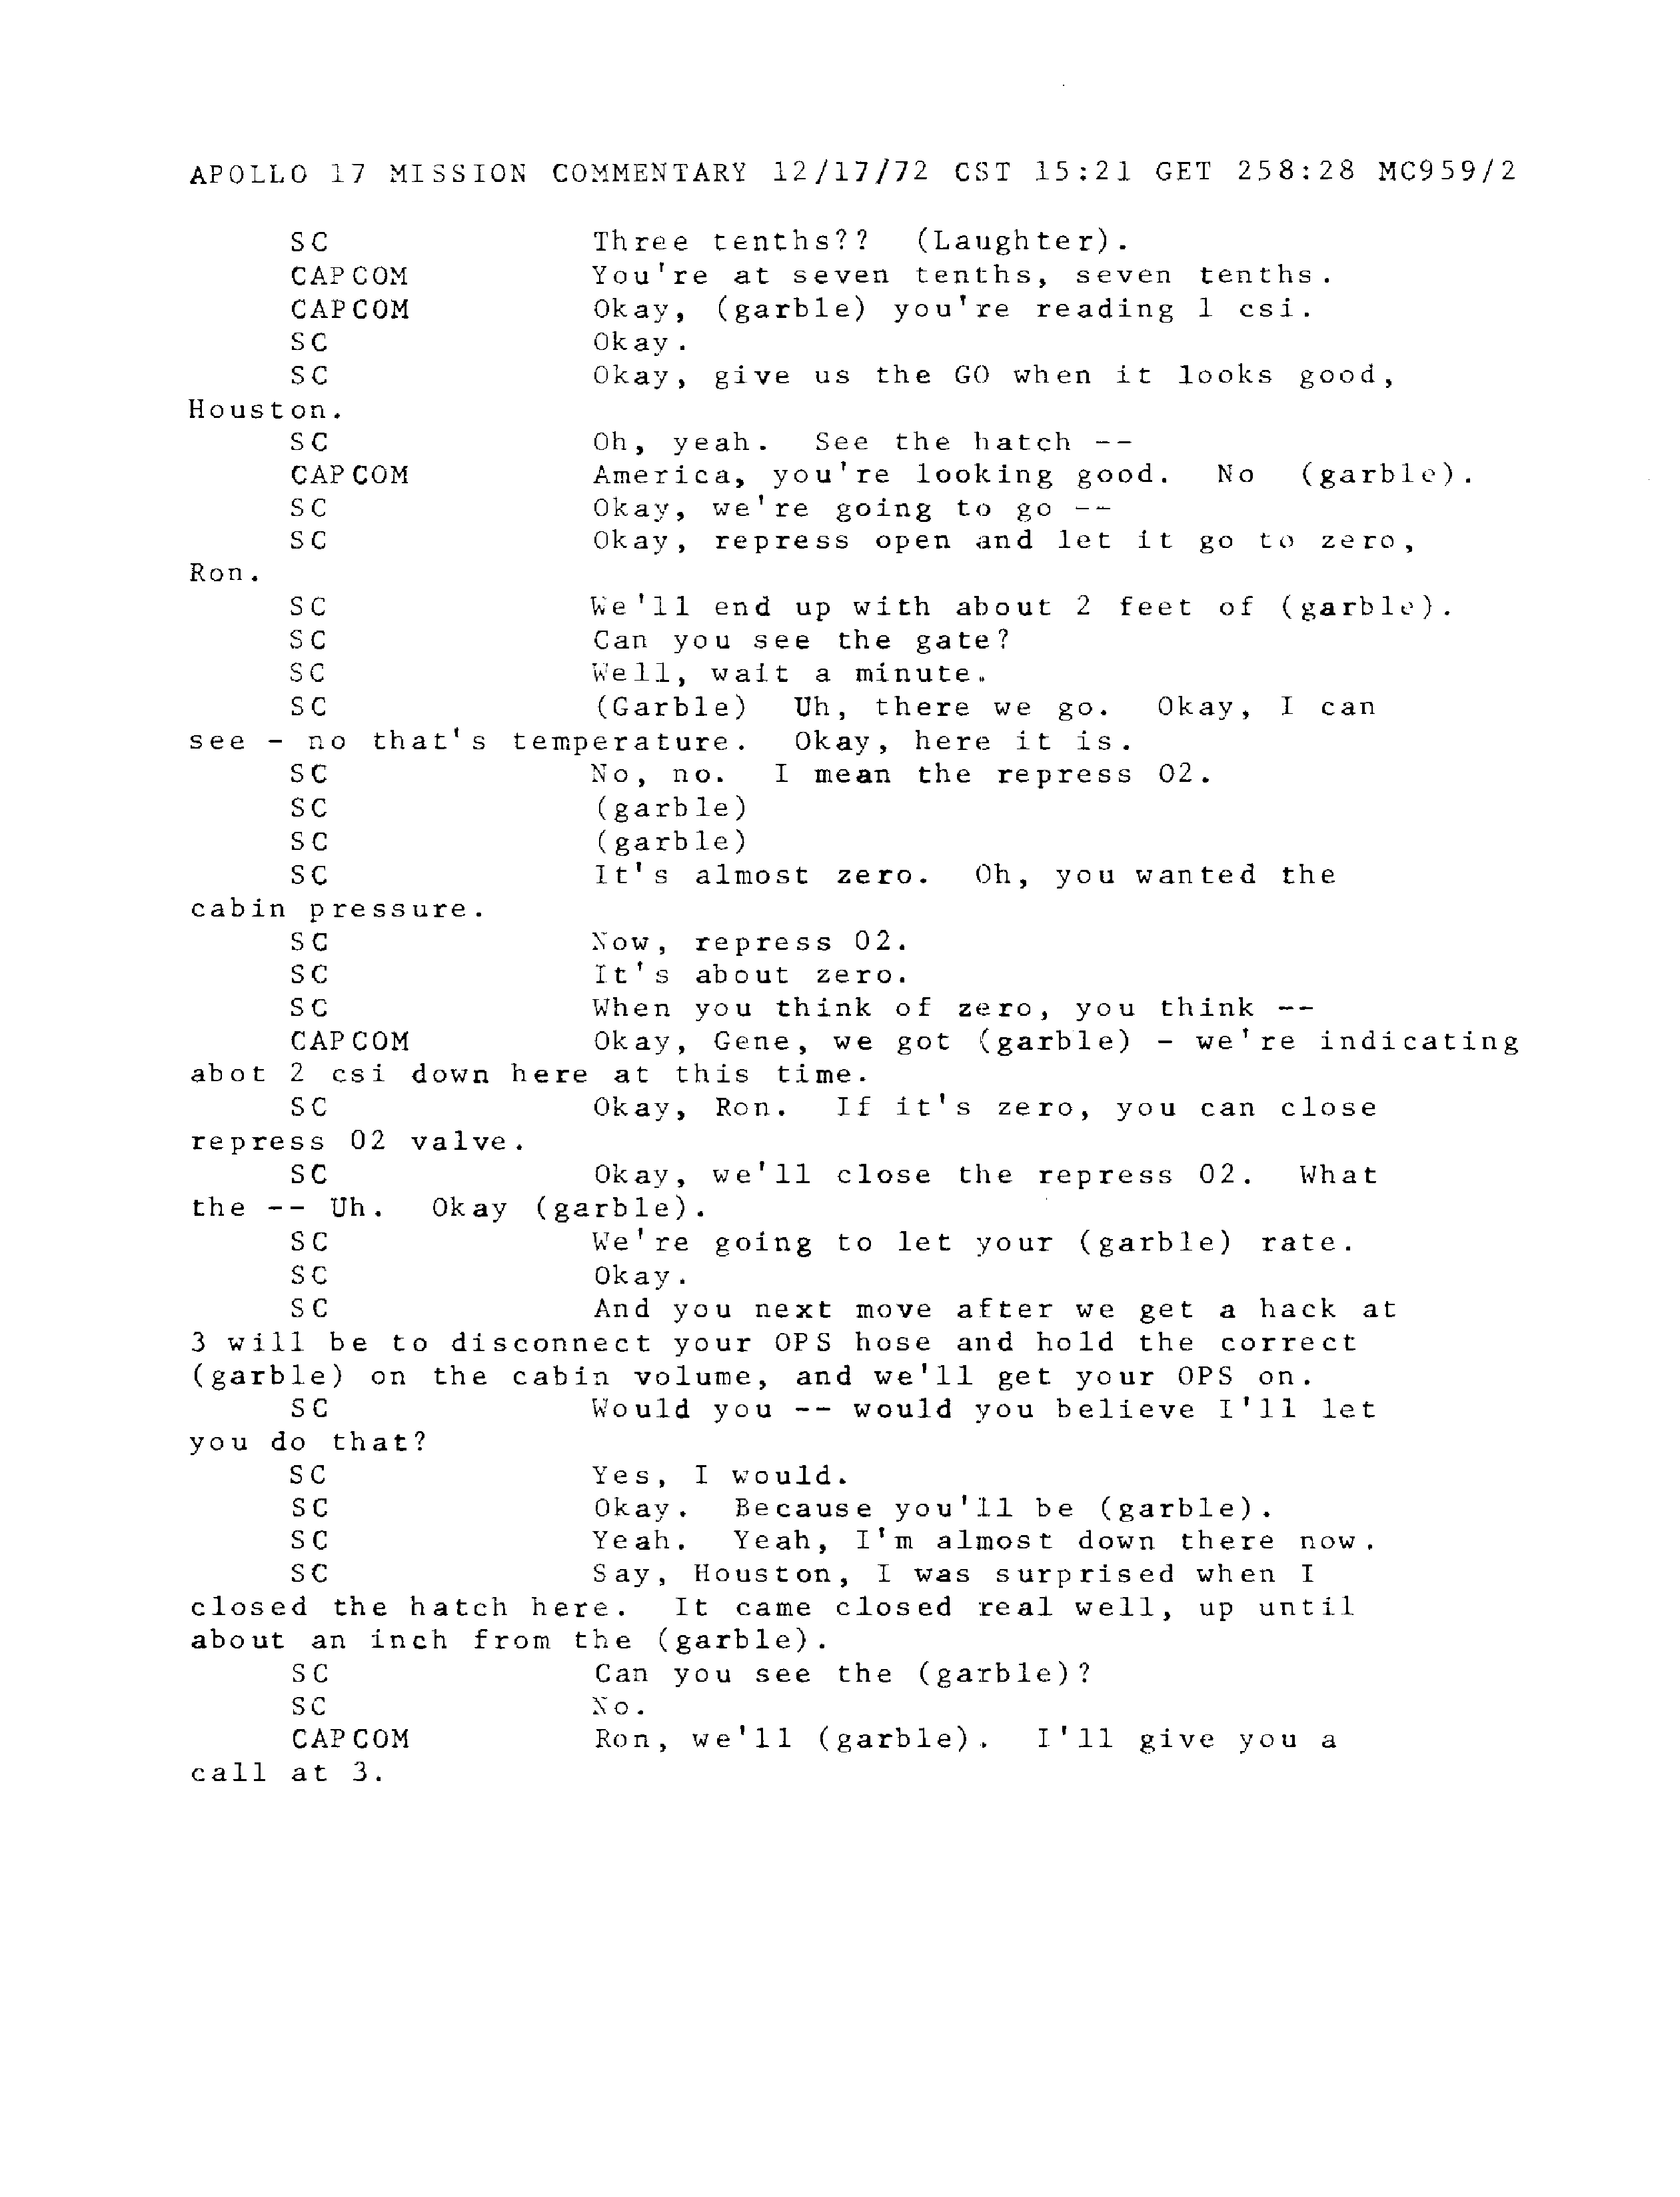 APOLLO 17 MISSION COMMENTARY 12/17/72 CST 15:21 GET 258:28 MC959/2
SC Three tenths?? (Laughter).
CAPCOM You're at seven tenths, seven tenths.
CAPCOM Okay, (garble) you're reading 1 csi.
SC Okay.
SC Okay, give us the GO when it looks good,
Houston.
SC Oh, yeah. See the hatch --
CAPCOM America, you're looking good. No (garble).
SC Okay, we're going to go --
SC Okay, repress open and let it go to zero,
Ron.
SC We'll end up with about 2 feet of (garble).
SC Can you see the gate?
SC Well, wait a minute.
SC (Garble) Uh, there we go. Okay, I can
see - no that's temperature. Okay, here it is.
SC No, no. I mean the repress 02.
SC (garble)
SC (garble)
SC It's almost zero. Oh, you wanted the
cabin pressure.
SC Now, repress 02.
SC It's about zero.
SC When you think of zero, you think --
CAPCOM Okay, Gene, we got (garble) - we're indicating
abot 2 csi down here at this time.
SC Okay, Ron. If it's zero, you can close
repress 02 valve.
SC Okay, we'll close the repress 02. What
the -- Uh. Okay (garble).
SC We're going to let your (garble) rate.
SC Okay.
SC And you next move after we get a hack at
3 will be to disconnect your OPS hose and hold the correct
(garble) on the cabin volume, and we'll get your OPS on.
SC Would you -- would you believe I'll let
you do that?
SC Yes, I would.
SC Okay. Because you'll be (garble).
SC Yeah. Yeah, I'm almost down there now.
SC Say, Houston, I was surprised when I
closed the hatch here. It came closed real well, up until
about an inch from the (garble).
SC Can you see the (garble)?
SC No.
CAPCOM Ron, we'll (garble). I'll give you a
call at 3.